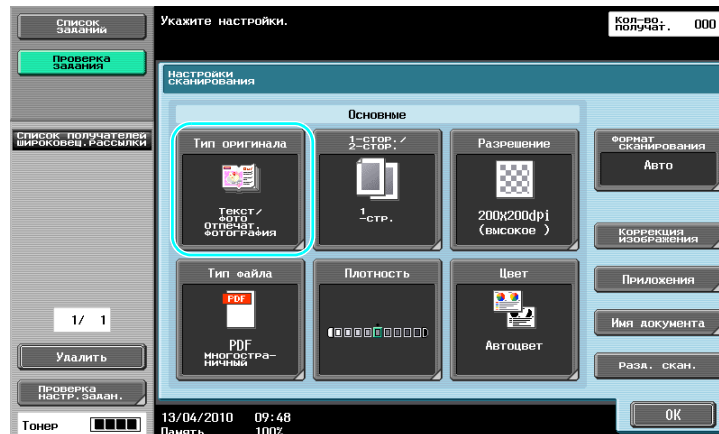 Список
заданий
Укажите настройки.
Кол-во.
получат.
000
Проверка
задания
Настройки
сканирования
Основные
Список получателей
широковещ.рассылки
Тип оригинала
1-стор./
2-стор.
Разрешение
Формат
сканирования
Авто
Текст/
фото
отпечат.
фотография
1
-стр.
200X200dpi
(высокое )
Коррекция
изображения
Тип файла
Плотность
Цвет
Приложения
PDF
1/ 1
PDF
многостра-
ничный
Автоцвет
Имя документа
Удалить
Разд. скан.
Проверка
настр.задан.
OK
Тонер
13/04/2010 09:48
Память 100%